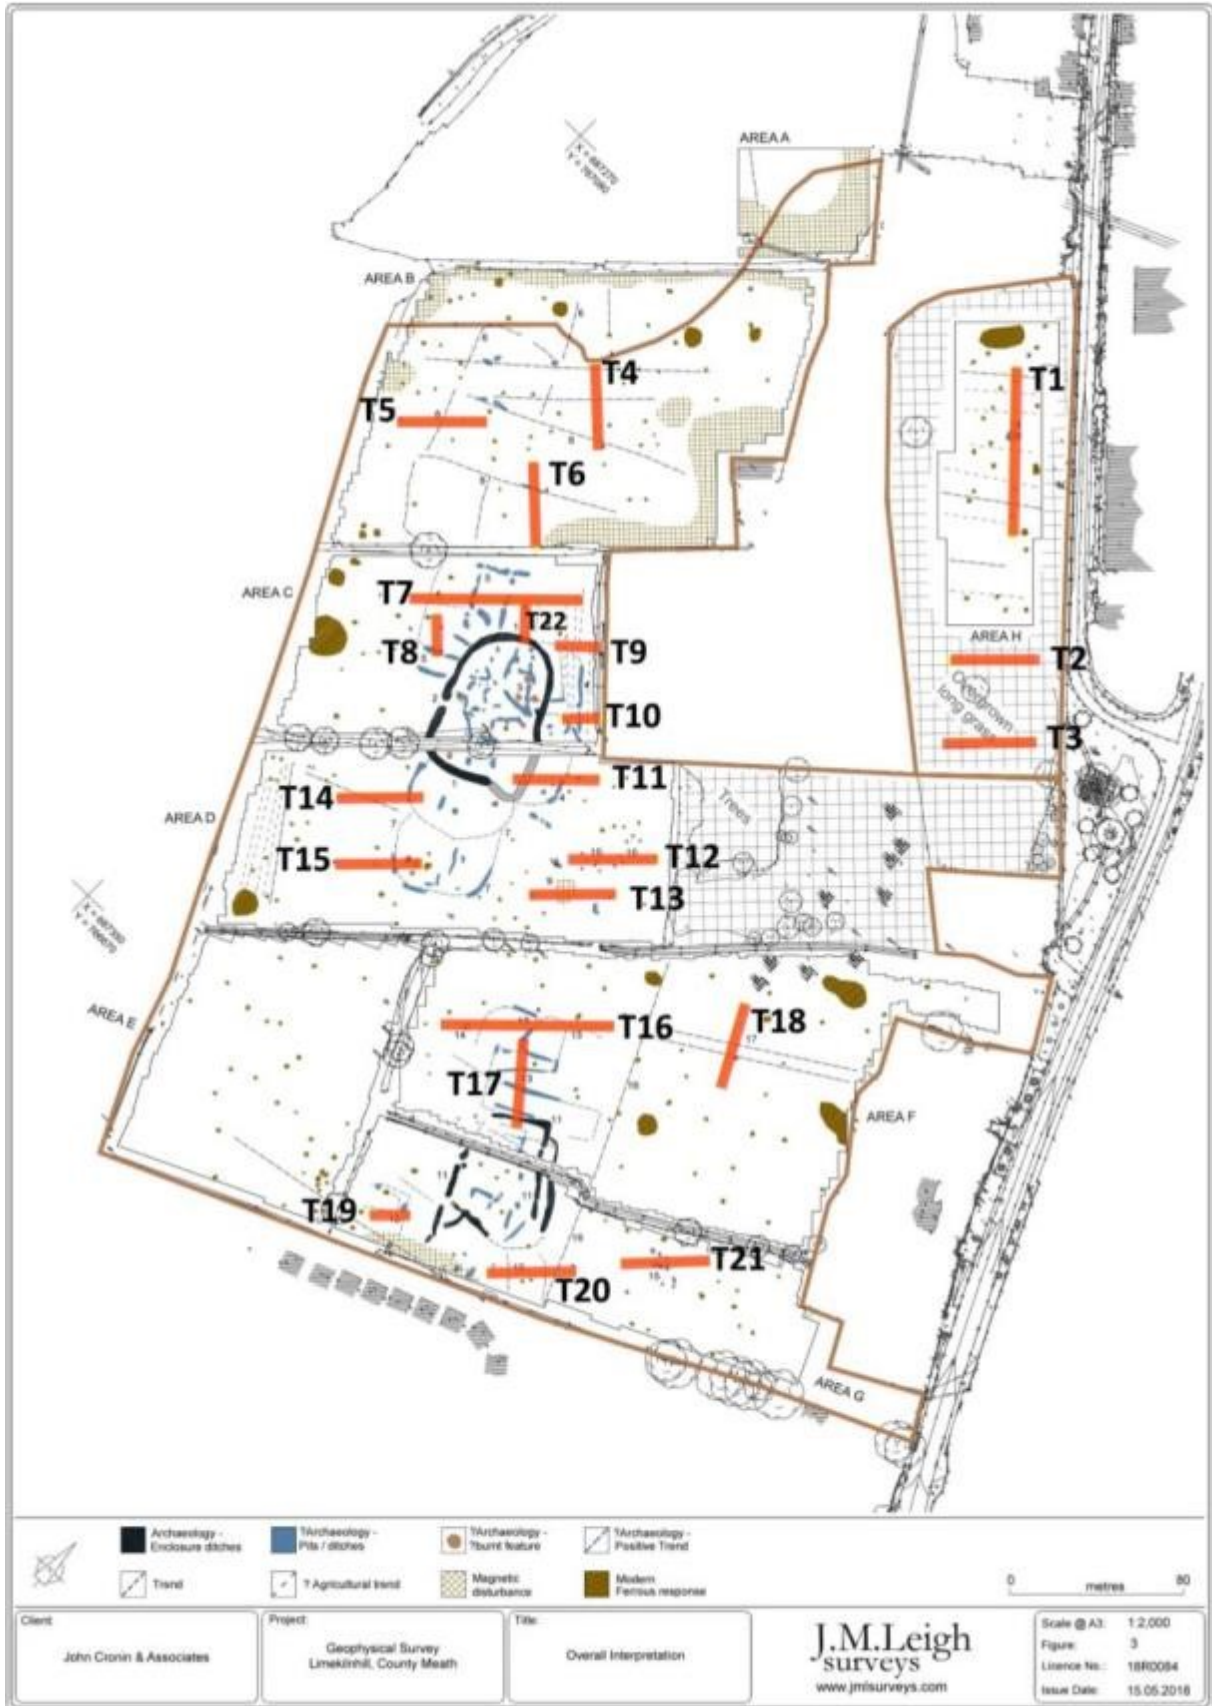 AREA A
X = 687270
AREA B
T4
T1
T5
T6
AREA C
T7
T22
T8
T9
AREA H
T2
T10
Overgrown
long grass
T3
T11
T14
Trees
AREA D
T15
T12
T13
AREA E
T16
T18
T17
AREA F
T19
T21
T20
AREA G
Archaeology -
Enclosure ditches
?Archaeology -
Pits / ditches
?Archaeology -
?burnt feature
?Archaeology -
Positive Trend
Trend
? Agricultural trend
Magnetic
disturbance
Modern
Ferrous response
0 metres 80
Client:
John Cronin & Associates
Project:
Geophysical Survey
Limekilnhill, County Meath
Title:
Overall Interpretation
J.M.Leigh
surveys
www.jmlsurveys.com
Scale @ A3: 1:2,000
Figure: 3
Licence No.: 18R0084
Issue Date: 15.05.2018